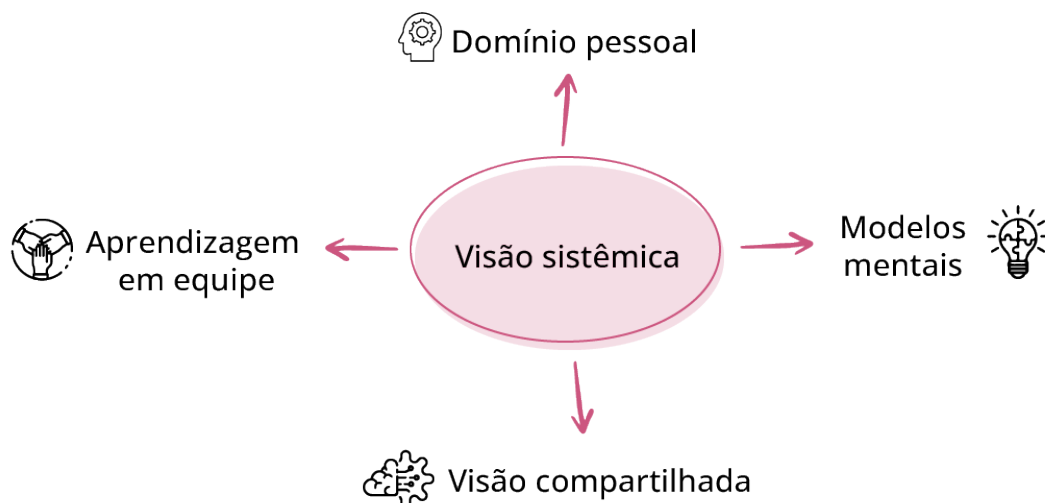 Domínio pessoal
Aprendizagem
em equipe
Visão sistêmica
Modelos
mentais
Visão compartilhada